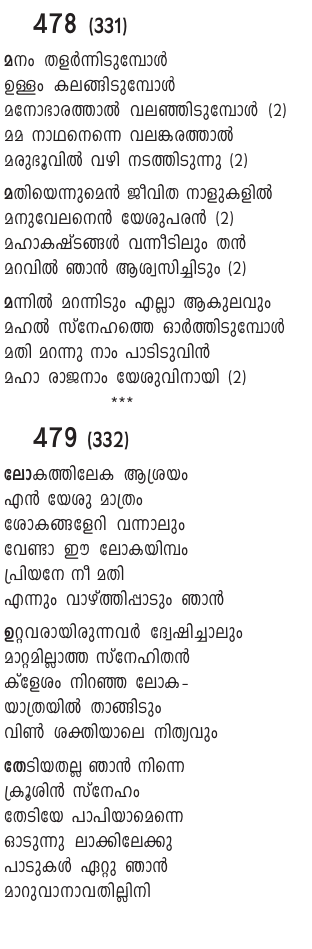 478 (331)
മനം തളർന്നിടുമ്പോൾ
ഉള്ളം കലങ്ങിടുമ്പോൾ
മനോഭാരത്താൽ വലഞ്ഞിടുമ്പോൾ (2)
മമ നാഥനെന്നെ വലങ്കരത്താൽ
മരുഭൂവിൽ വഴി നടത്തിടുന്നു (2)
മതിയെന്നുമെൻ ജീവിത നാളുകളിൽ
മനുവേലനെൻ യേശുപരൻ (2)
മഹാകഷ്ടങ്ങൾ വന്നീടിലും തൻ
മറവിൽ ഞാൻ ആശ്വസിച്ചിടും (2)
മന്നിൽ മറന്നിടും എല്ലാ ആകുലവും
മഹൽ സ്നേഹത്തെ ഓർത്തിടുമ്പോൾ
മതി മറന്നു നാം പാടിടുവിൻ
മഹാ രാജനാം യേശുവിനായി (2)
***
479 (332)
ലോകത്തിലേക ആശ്രയം
എൻ യേശു മാത്രം
ശോകങ്ങളേറി വന്നാലും
വേണ്ടാ ഈ ലോകയിമ്പം
പ്രിയനേ നീ മതി
എന്നും വാഴ്ത്തിപ്പാടും ഞാൻ
ഉറ്റവരായിരുന്നവർ ദ്വേഷിച്ചാലും
മാറ്റമില്ലാത്ത സ്നേഹിതൻ
ക്ളേശം നിറഞ്ഞ ലോക-
യാത്രയിൽ താങ്ങിടും
വിൺ ശക്തിയാലെ നിത്യവും
തേടിയതല്ല ഞാൻ നിന്നെ
ക്രൂശിൻ സ്നേഹം
തേടിയേ പാപിയാമെന്നെ
ഓടുന്നു ലാക്കിലേക്കു
പാടുകൾ ഏറ്റു ഞാൻ
മാറുവാനാവതില്ലിനി